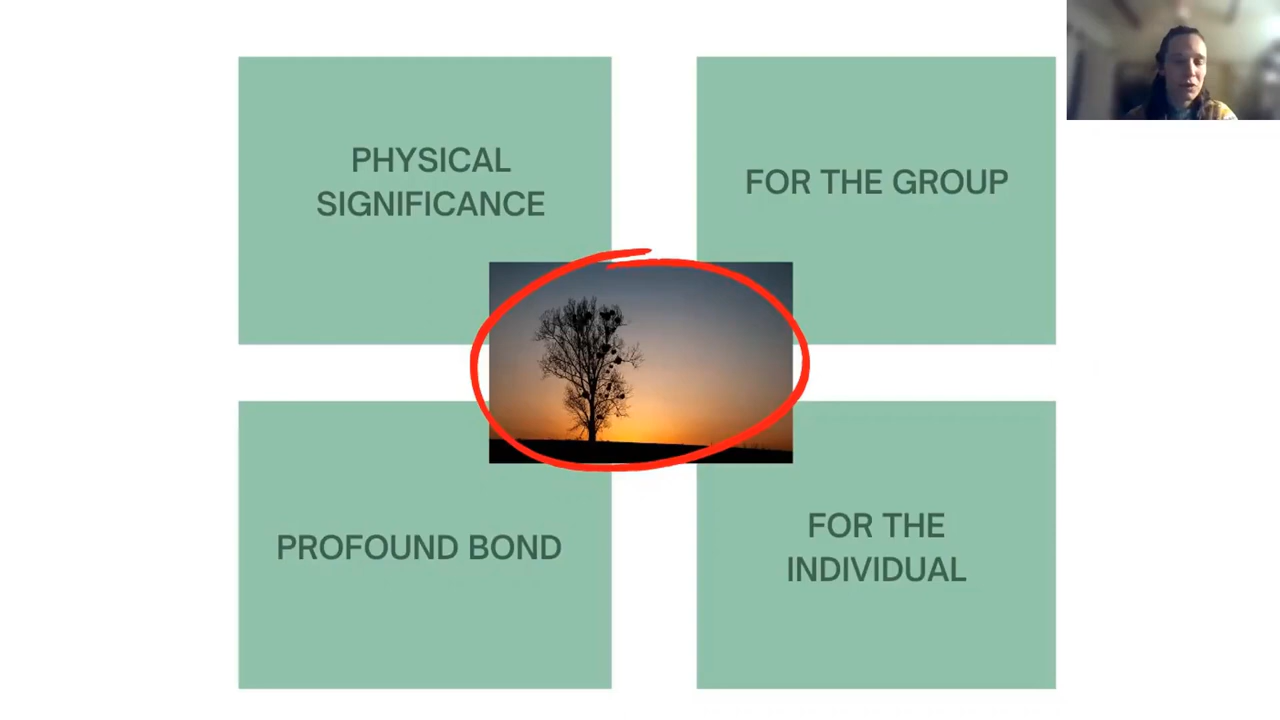 PHYSICAL
SIGNIFICANCE
FOR THE GROUP
PROFOUND BOND
FOR THE
INDIVIDUAL